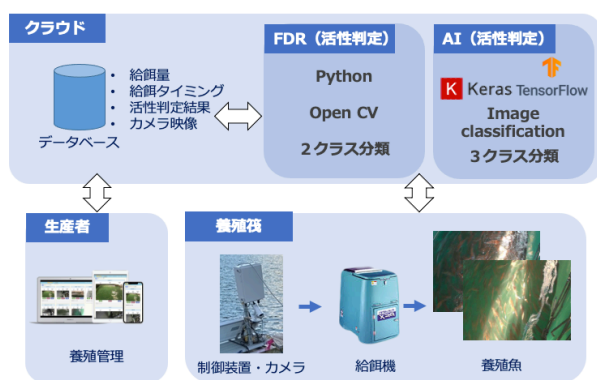 クラウド
データベース
• 給餌量
• 給餌タイミング
• 活性判定結果
• カメラ映像
FDR（活性判定）
Python
Open CV
２クラス分類
AI（活性判定）
K Keras TensorFlow
Image
classification
３クラス分類
生産者
養殖管理
養殖筏
制御装置・カメラ
給餌機
養殖魚